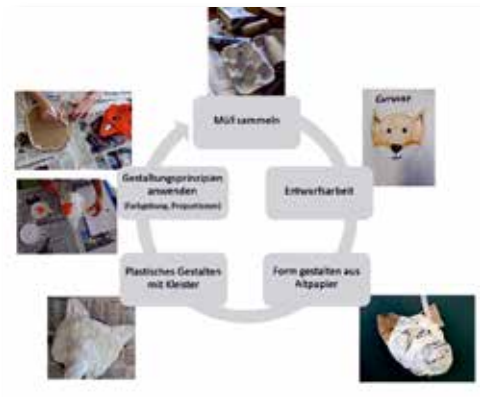 Müll sammeln
Entwurfsarbeit
Form gestalten aus
Altpapier
Plastisches Gestalten
mit Kleister
Gestaltungsprinzipien
anwenden
(Farbgebung, Proportionen)